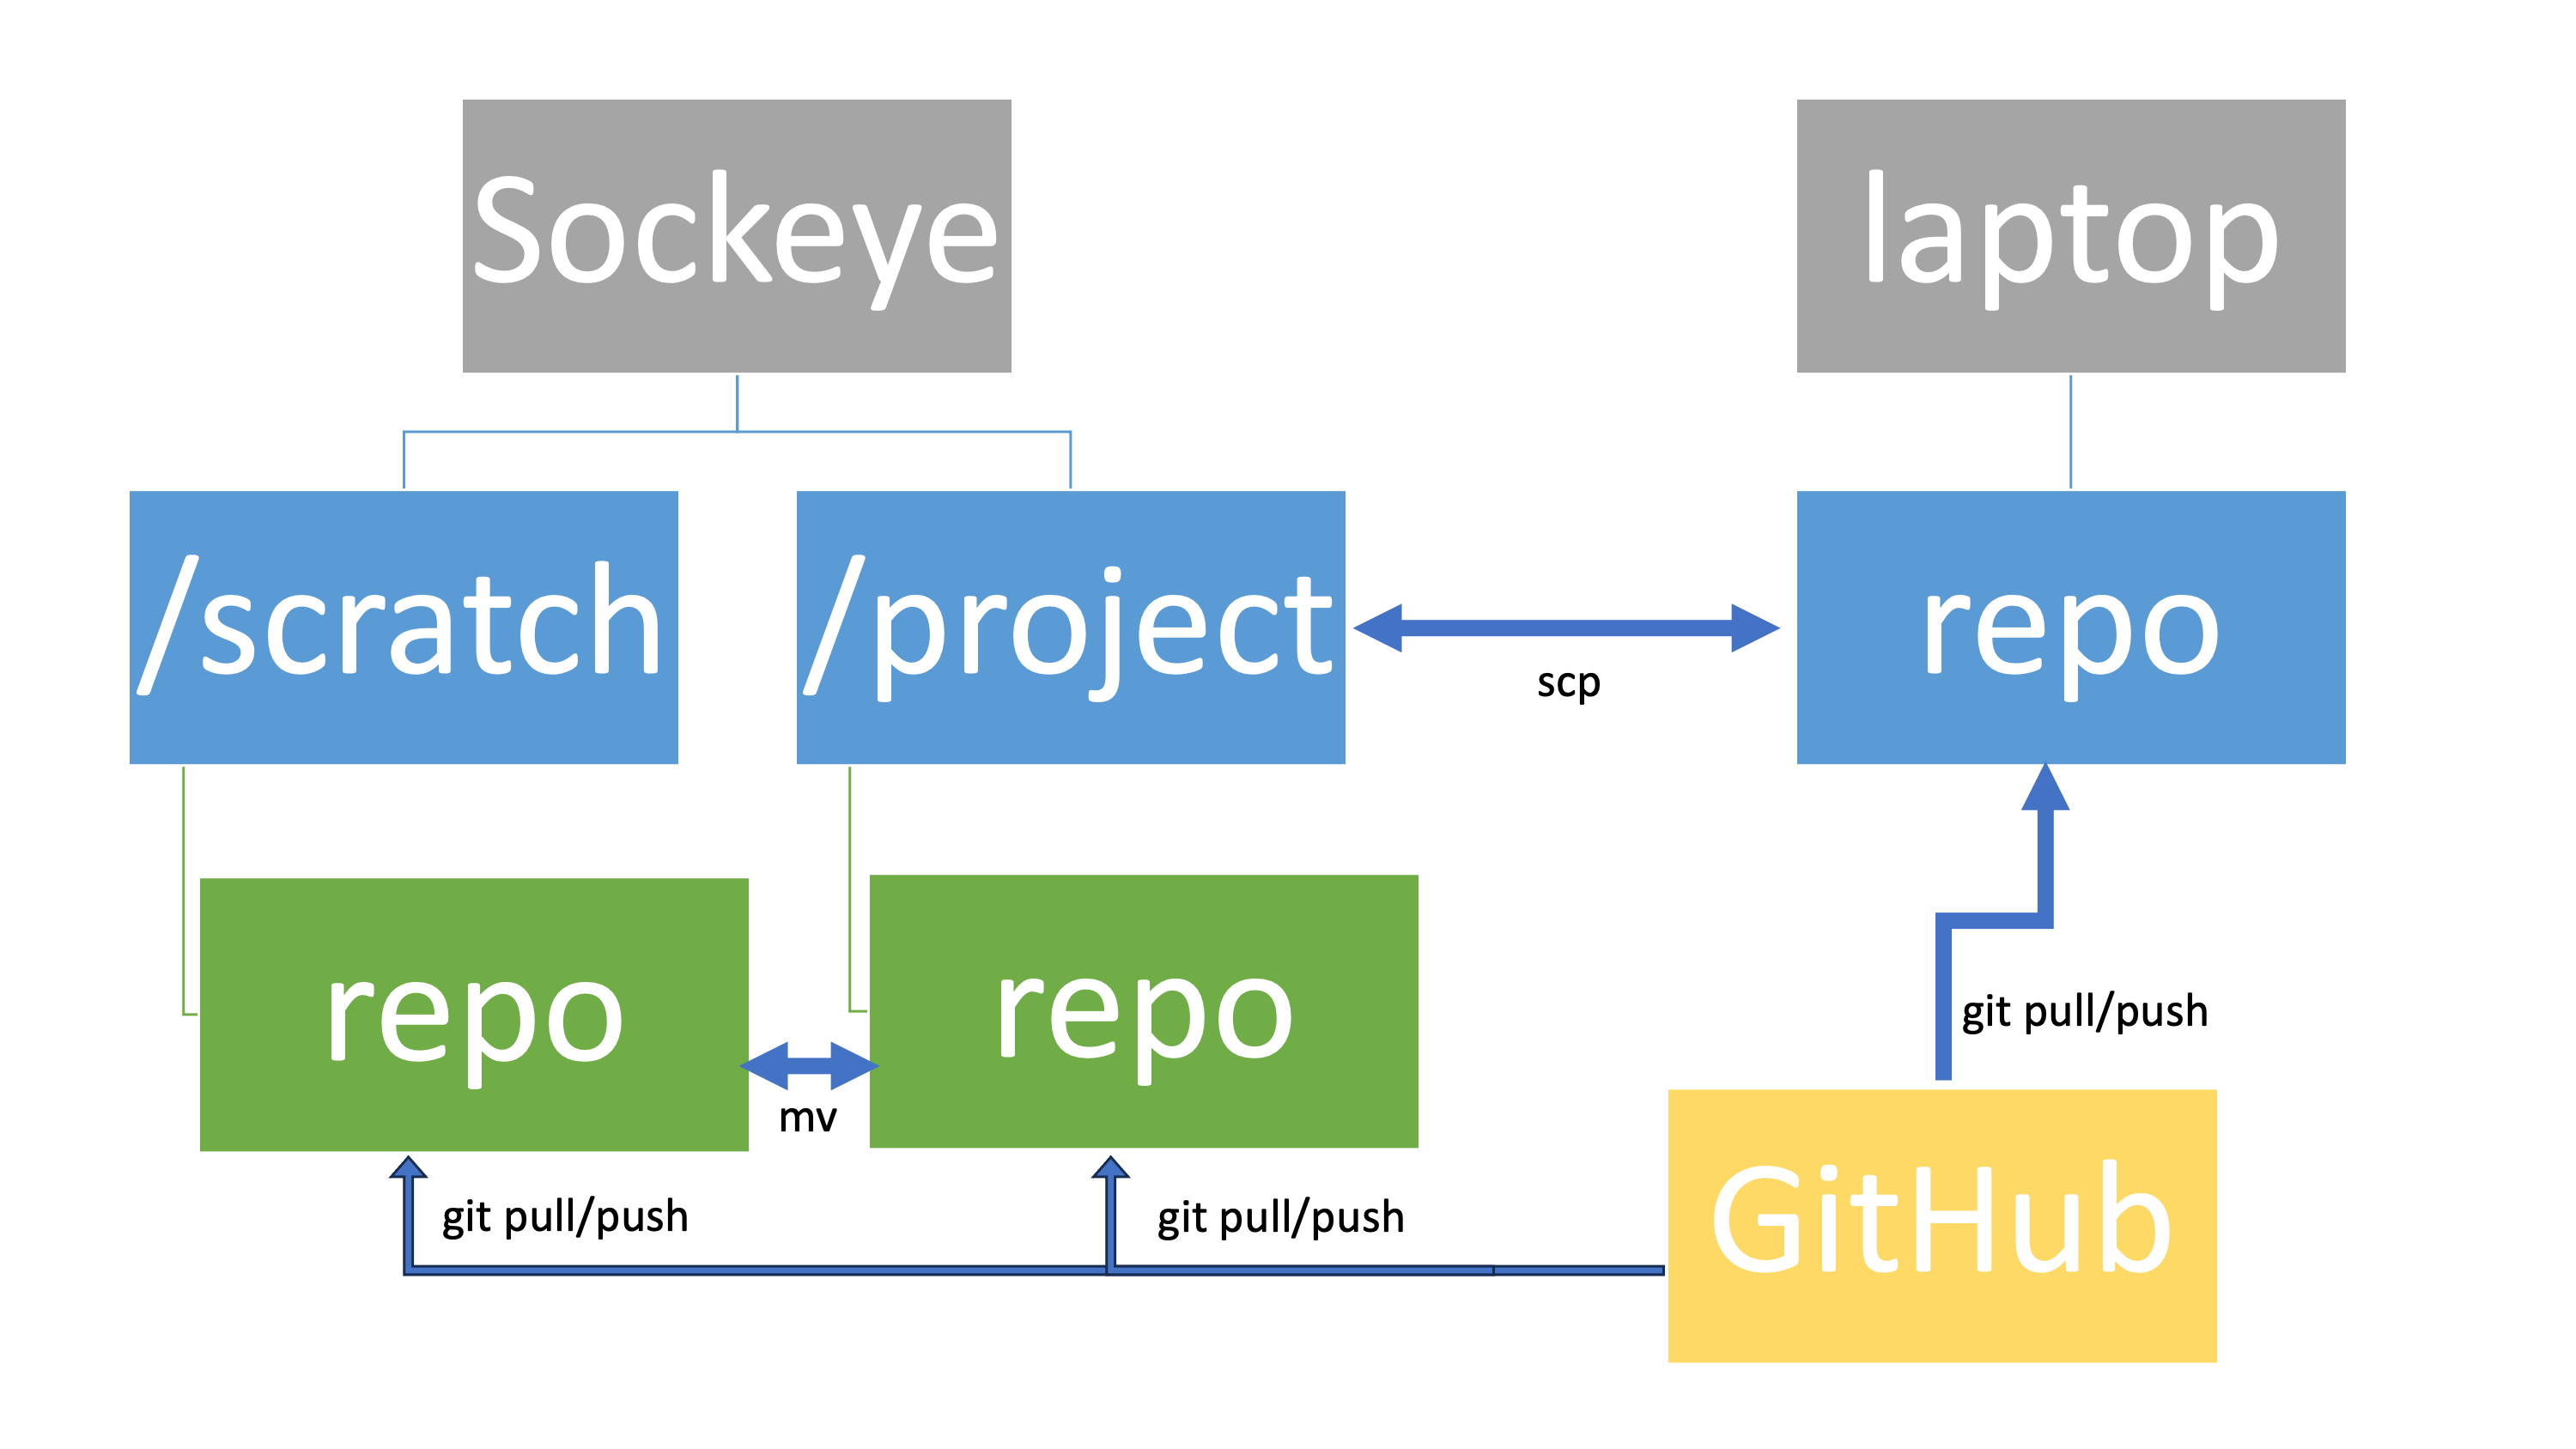 Sockeye
laptop
/scratch
/project
repo
scp
repo
repo
git pull/push
mv
git pull/push
git pull/push
GitHub